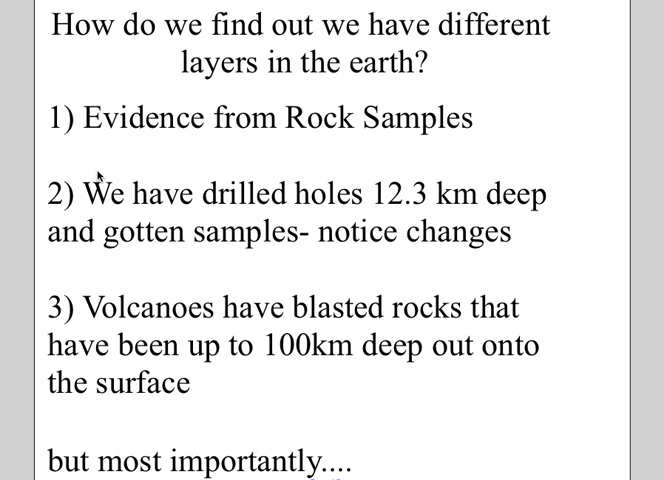 How do we find out we have different
layers in the earth?
1) Evidence from Rock Samples
2) We have drilled holes 12.3 km deep
and gotten samples- notice changes
3) Volcanoes have blasted rocks that
have been up to 100km deep out onto
the surface
but most importantly....